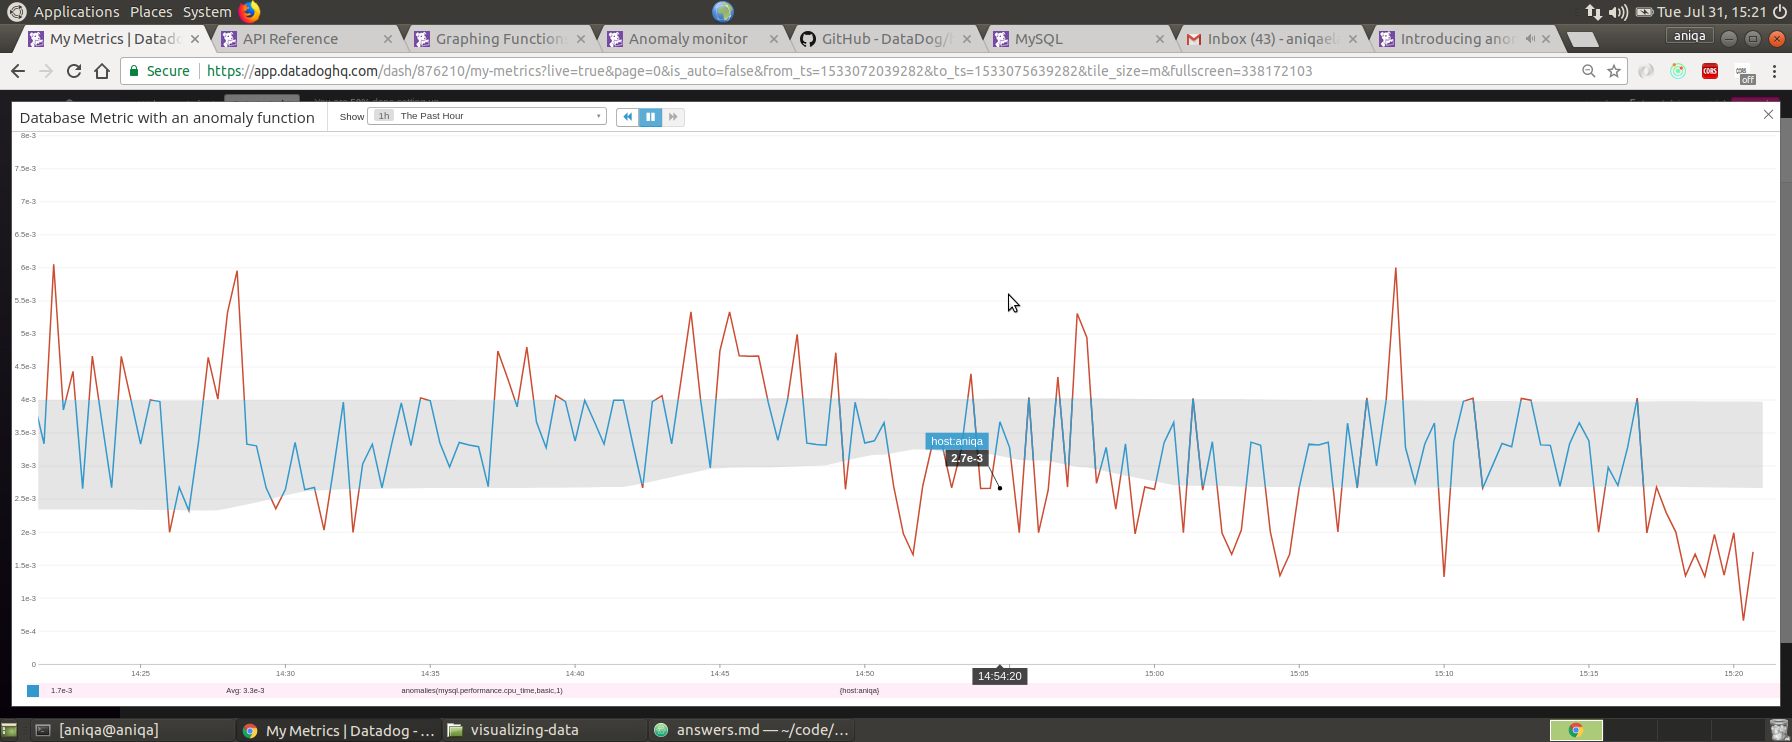 Applications Places System Tue Jul 31, 15:21
My Metrics | Datado API Reference Graphing Function Anomaly monitor GitHub - DataDog/ MySQL Inbox (43) - aniqael Introducing ano aniqa
Secure https://app.datadoghq.com/dash/876210/my-metrics?live=true&page=0&is_auto=false&from_ts=1533072039282&to_ts=1533075639282&tile_size=m&fullscreen=338172103 CORS off
Database Metric with an anomaly function Show 1h The Past Hour
8e-3
7.5e-3
7e-3
6.5e-3
6e-3
5.5e-3
5e-3
4.5e-3
4e-3
3.5e-3
host:aniqa
2.7e-3
3e-3
2.5e-3
2e-3
1.5e-3
1e-3
5e-4
0
14:25 14:30 14:35 14:40 14:45 14:50 14:54:20 15:00 15:05 15:10 15:15 15:20
1.7e-3 Avg: 3.3e-3 anomalies(mysql.performance.cpu_time,basic,1) {host:aniqa}
[aniqa@aniqa] My Metrics | Datadog - ... visualizing-data answers.md — ~/code/...